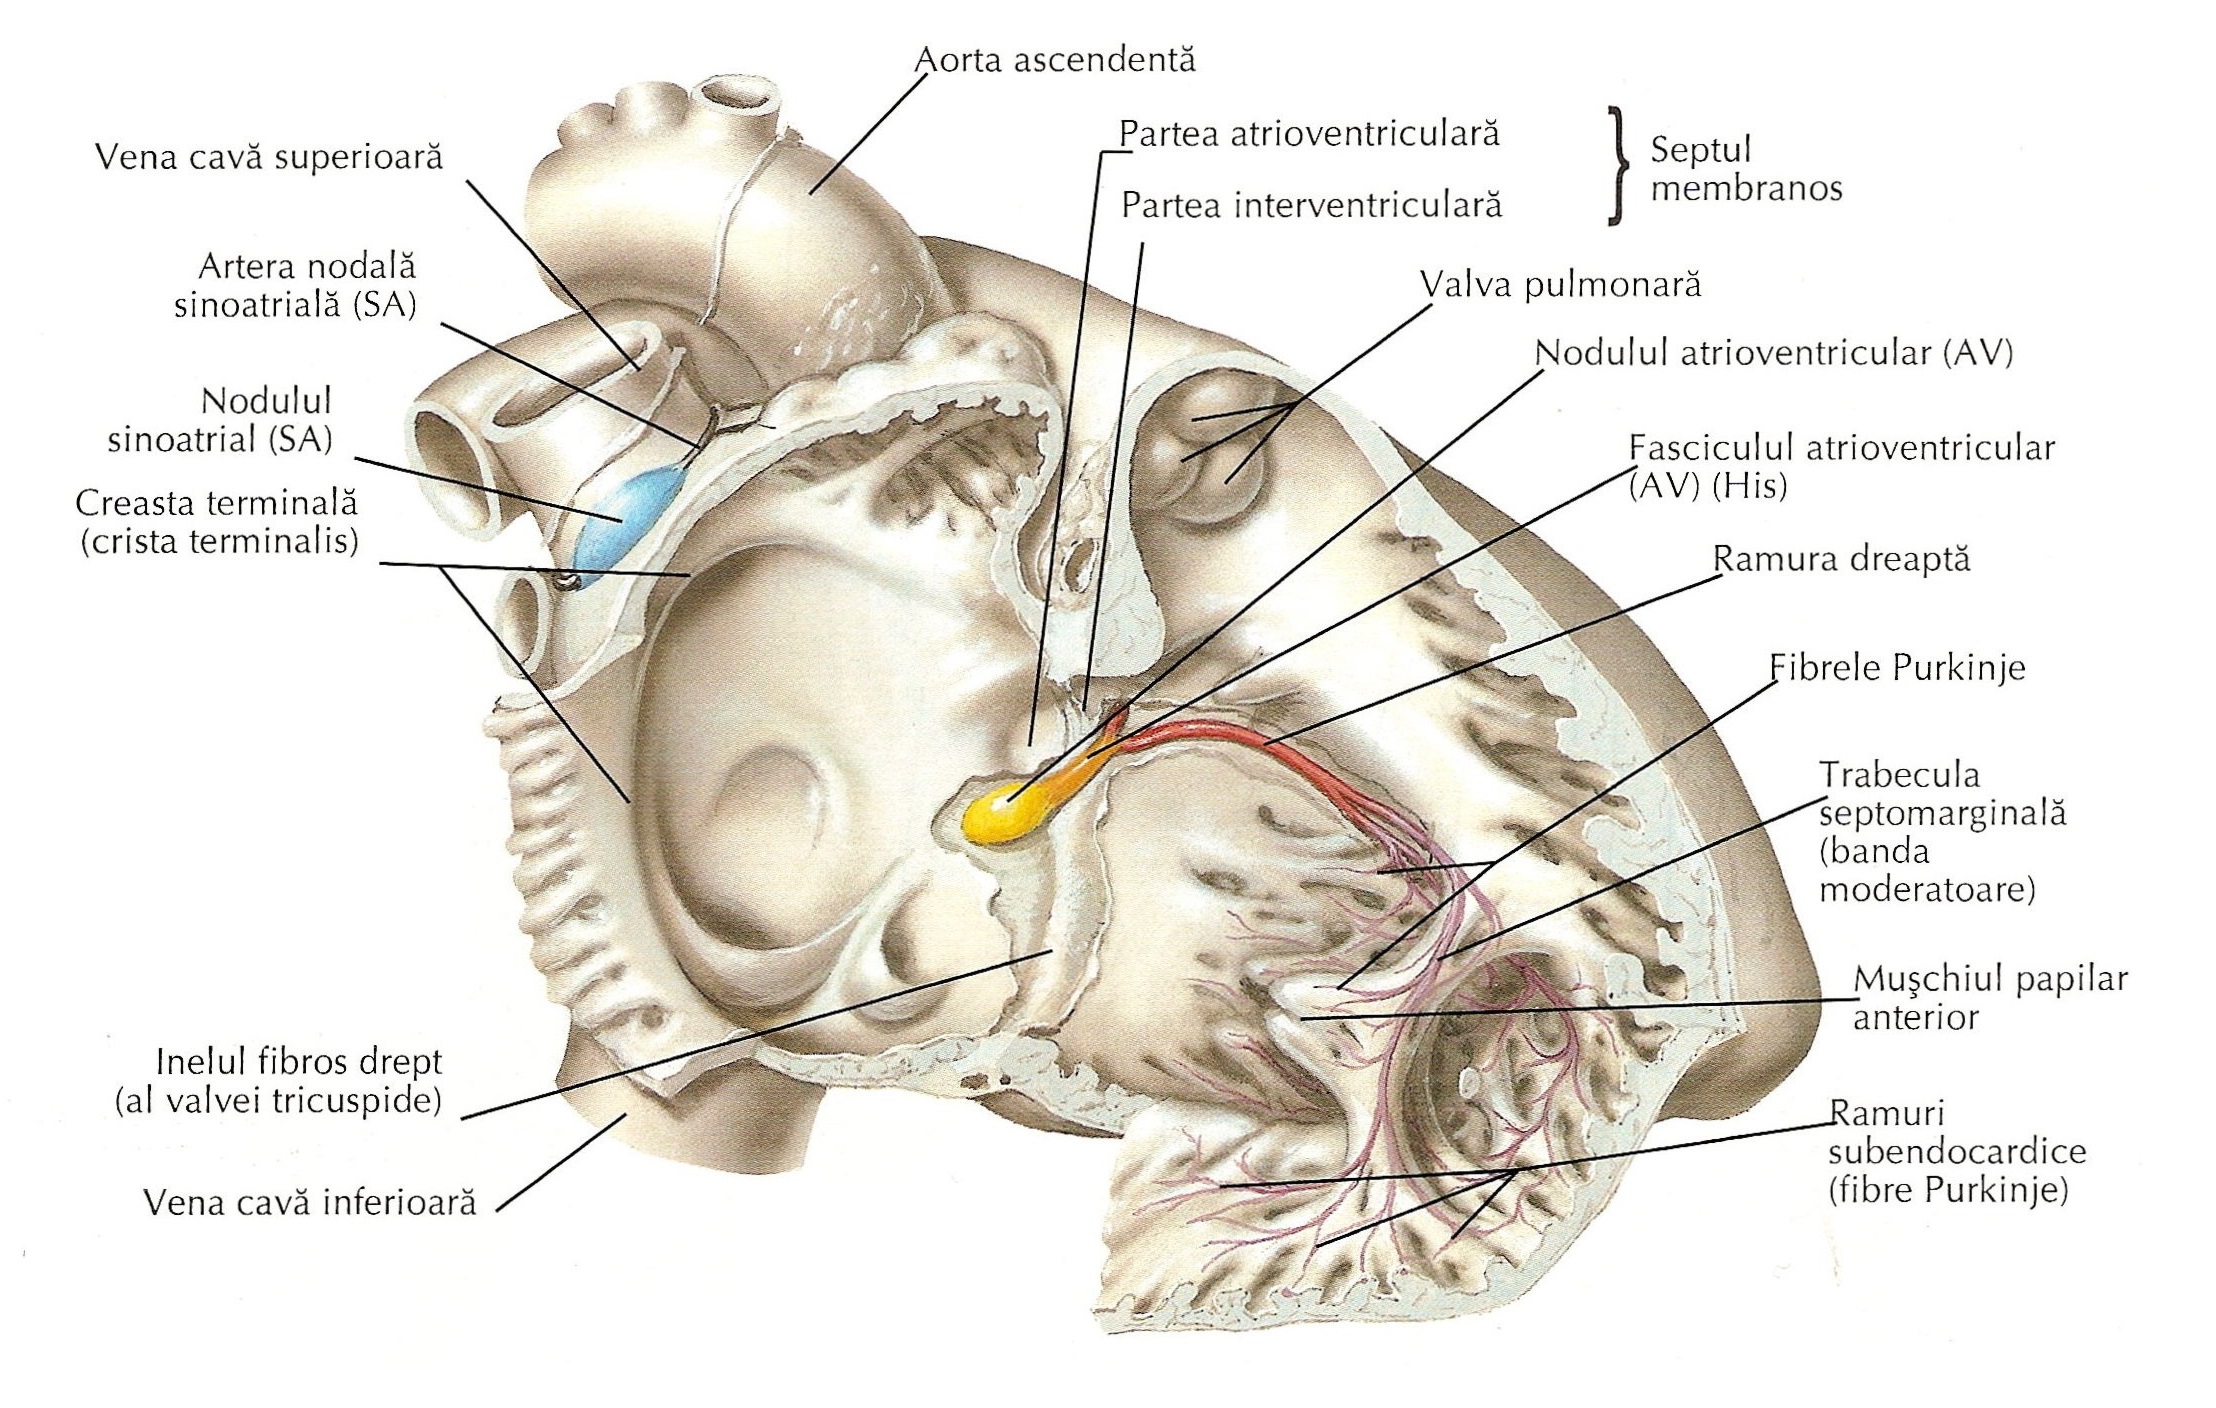 Aorta ascendentă
Partea atrioventriculară
Partea interventriculară
Septul
membranos
Vena cavă superioară
Artera nodală
sinoatrială (SA)
Nodulul
sinoatrial (SA)
Creasta terminală
(crista terminalis)
Inelul fibros drept
(al valvei tricuspide)
Vena cavă inferioară
Valva pulmonară
Nodulul atrioventricular (AV)
Fasciculul atrioventricular
(AV) (His)
Ramura dreaptă
Fibrele Purkinje
Trabecula
septomarginală
(banda
moderatoare)
Muşchiul papilar
anterior
Ramuri
subendocardice
(fibre Purkinje)